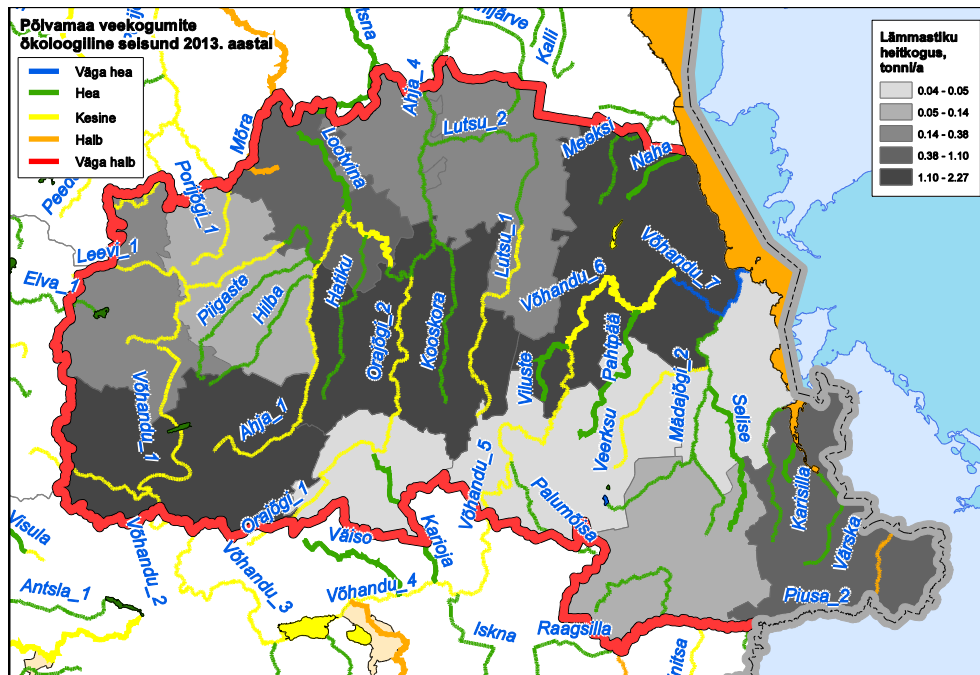 Põlvamaa veekogumite
ökoloogiline seisund 2013. aastal
Väga hea
Hea
Kesine
Halb
Väga halb
Lämmastiku
heitkogus,
tonni/a
0.04 - 0.05
0.05 - 0.14
0.14 - 0.38
0.38 - 1.10
1.10 - 2.27
Kalli
Ahja_4
Mõra
Lootvina
Lutsu_2
Meeksi
Naha
Porijõgi_1
Leevi_1
Elva_1
Piigaste
Hilba
Hatiku
Orajõgi_2
Kooskora
Lutsu_1
Võhandu_6
Võhandu_7
Pahtpää
Viluste
Mädajõgi_2
Selise
Veerksu
Võhandu_1
Ahja_1
Orajõgi_1
Võhandu_5
Palumõisa
Karisilla
Värska
Piusa_2
Visula
Võhandu_2
Võhandu_3
Väiso
Karioja
Võhandu_4
Antsla_1
Iskna
Raagsilla